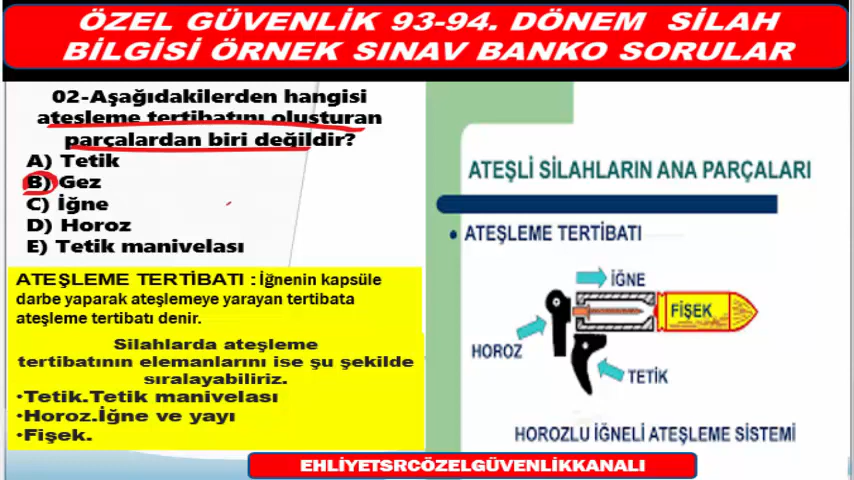 ÖZEL GÜVENLİK 93-94. DÖNEM SİLAH
BİLGİSİ ÖRNEK SINAV BANKO SORULAR
02-Aşağıdakilerden hangisi
ateşleme tertibatını oluşturan
parçalardan biri değildir?
A) Tetik
B) Gez
C) İğne
D) Horoz
E) Tetik manivelası
ATEŞLEME TERTİBATI : İğnenin kapsüle
darbe yaparak ateşlemeye yarayan tertibata
ateşleme tertibatı denir.
Silahlarda ateşleme
tertibatının elemanlarını ise şu şekilde
sıralayabiliriz.
•Tetik.Tetik manivelası
•Horoz.İğne ve yayı
•Fişek.
ATEŞLİ SİLAHLARIN ANA PARÇALARI
• ATEŞLEME TERTİBATI
İĞNE
FİŞEK
HOROZ
TETİK
HOROZLU İĞNELİ ATEŞLEME SİSTEMİ
EHLİYETSRCÖZELGÜVENLİKKANALI